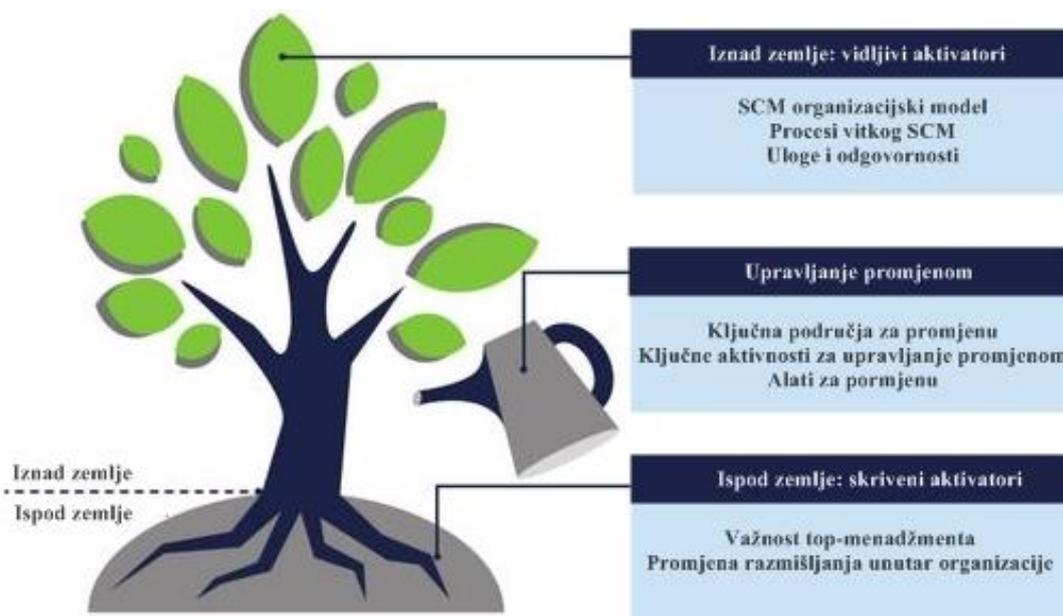 Iznad zemlje: vidljivi aktivatori
SCM organizacijski model
Procesi vitkog SCM
Uloge i odgovornosti
Upravljanje promjenom
Ključna područja za promjenu
Ključne aktivnosti za upravljanje promjenom
Alati za pormjenu
Iznad zemlje
Ispod zemlje
Ispod zemlje: skriveni aktivatori
Važnost top-menadžmenta
Promjena razmišljanja unutar organizacije